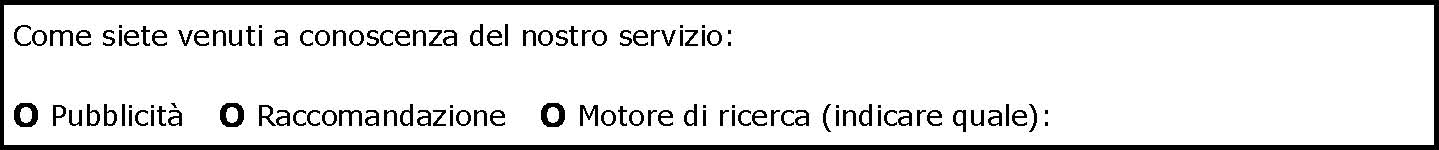 Come siete venuti a conoscenza del nostro servizio:
O Pubblicità O Raccomandazione O Motore di ricerca (indicare quale):